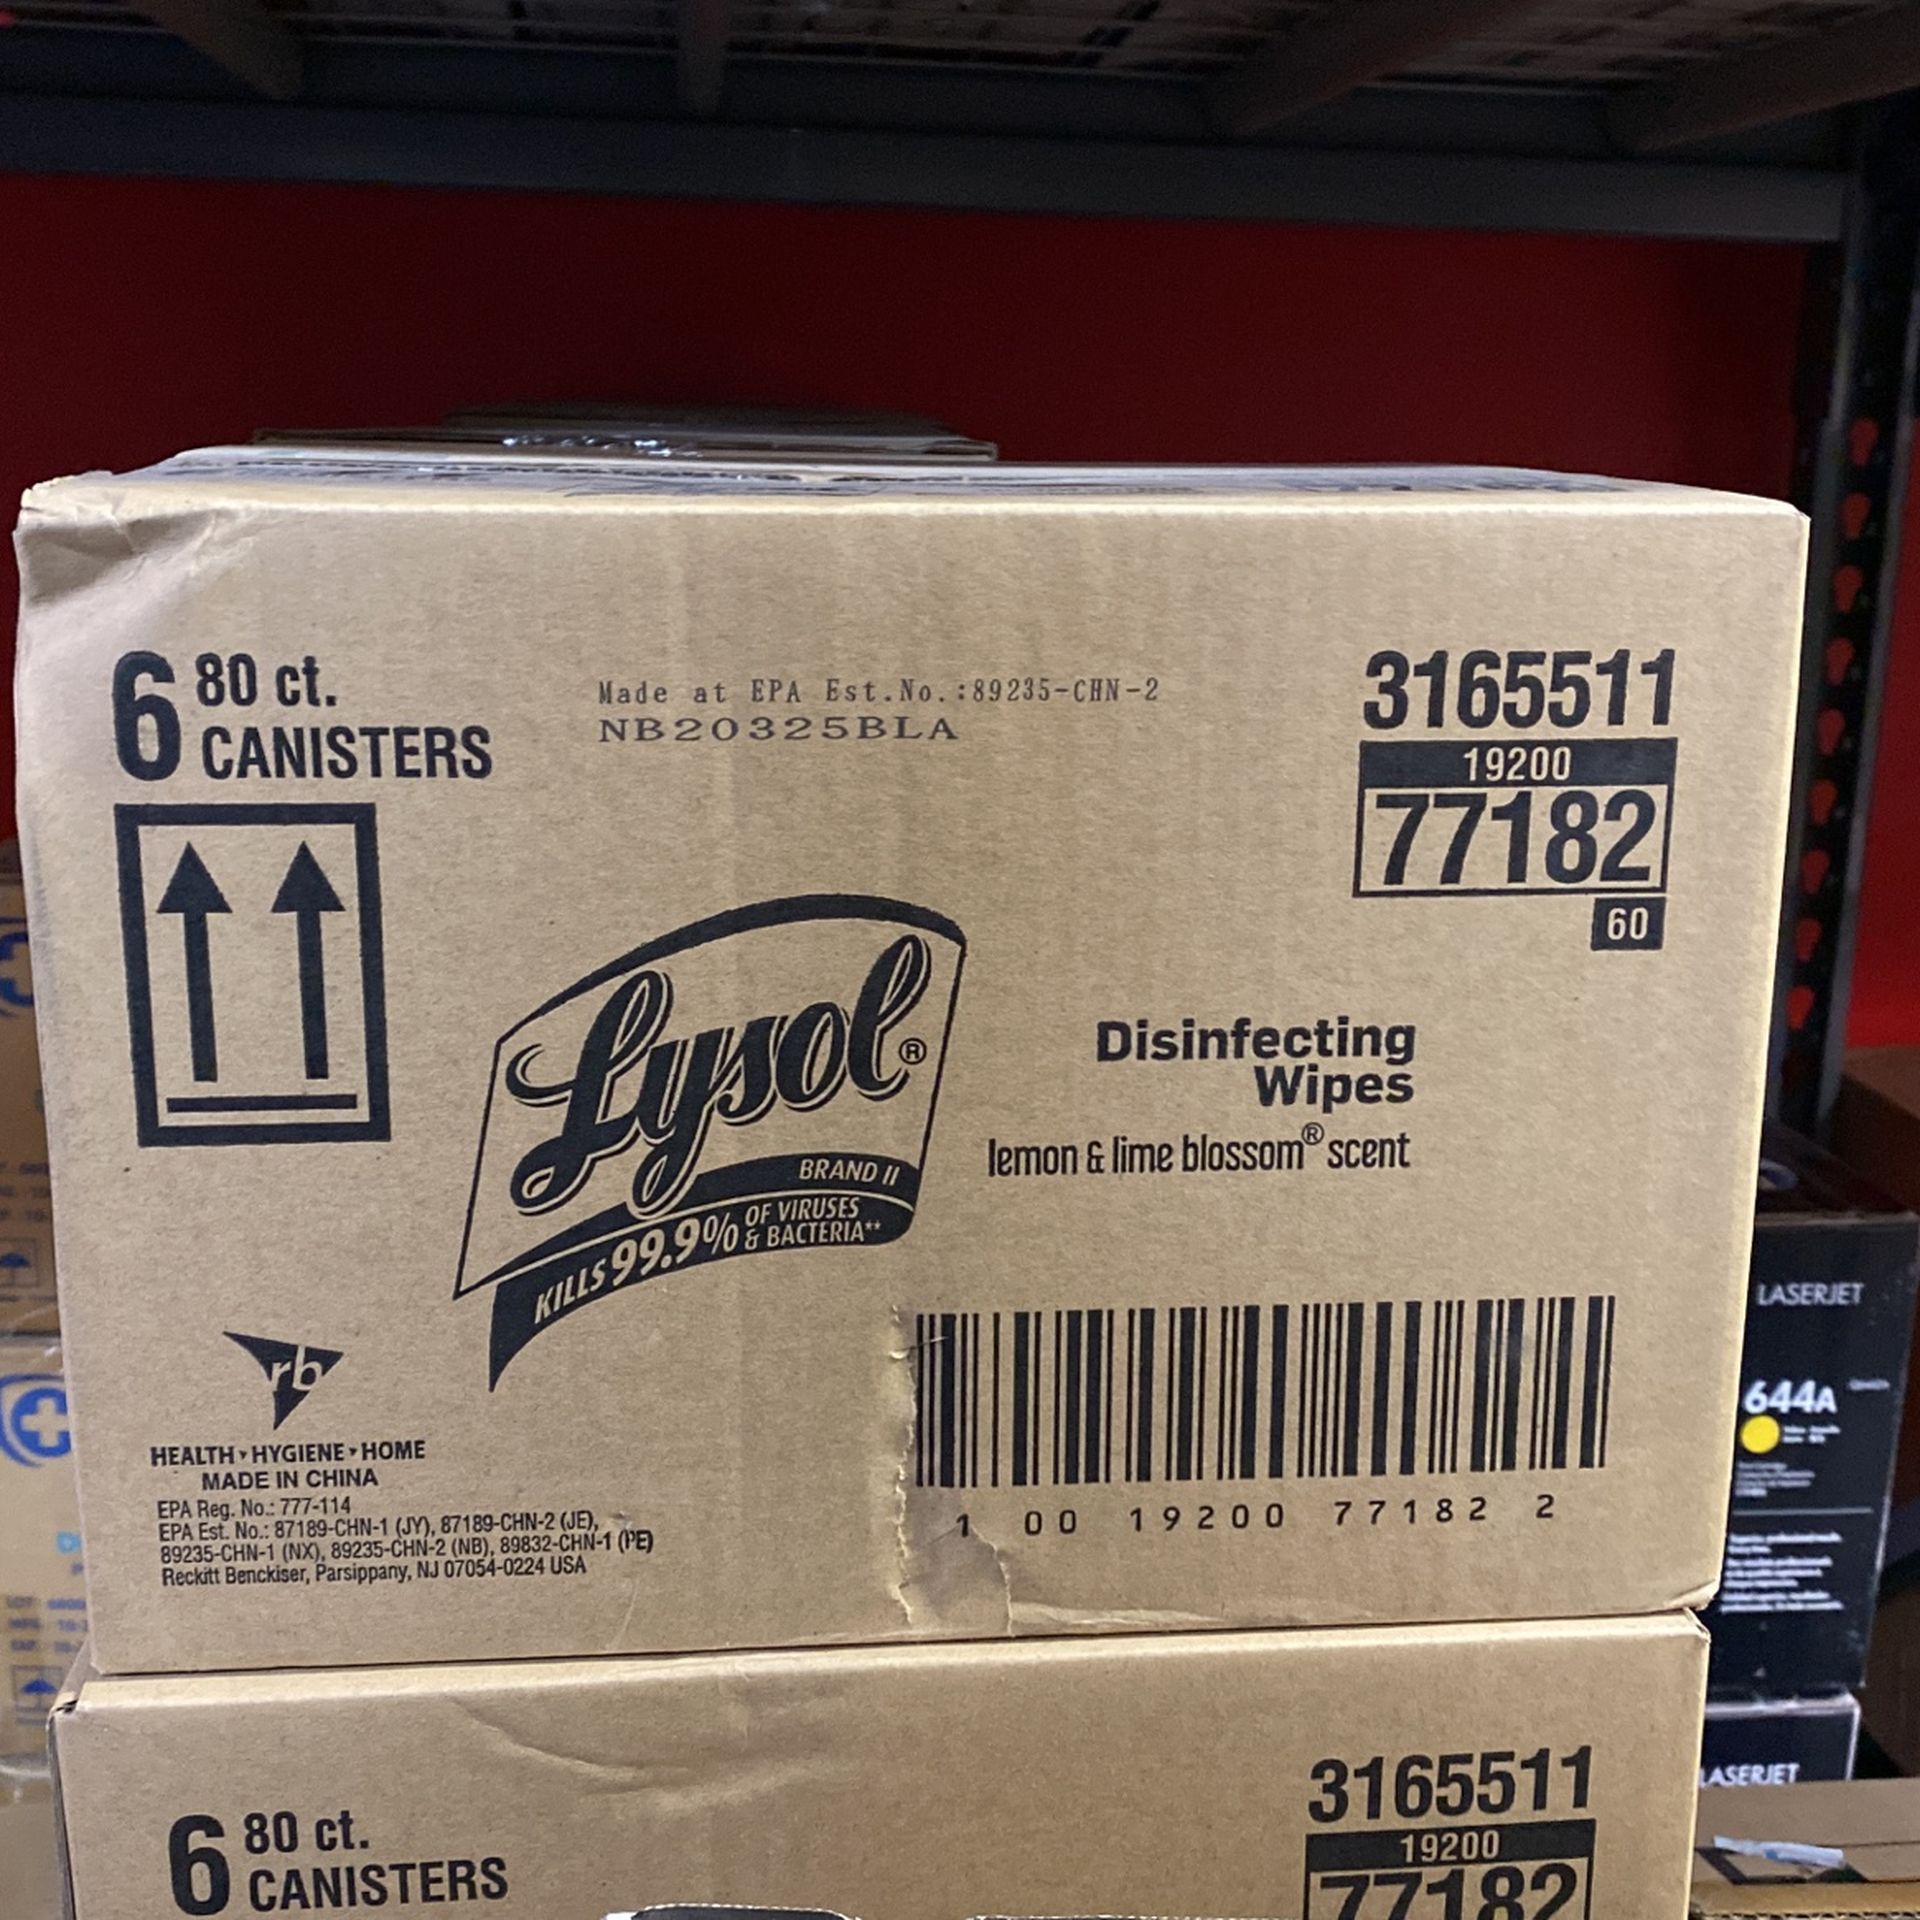 6 80 ct.
CANISTERS
Made at EPA Est.No.:89235-CHN-2
NB20325BLA
3165511
19200
77182
60
Lysol®
BRAND II
KILLS 99.9% OF VIRUSES
& BACTERIA**
Disinfecting
Wipes
lemon & lime blossom® scent
rb
HEALTH▾HYGIENE▾HOME
MADE IN CHINA
EPA Reg. No.: 777-114
EPA Est. No.: 87189-CHN-1 (JY), 87189-CHN-2 (JE),
89235-CHN-1 (NX), 89235-CHN-2 (NB), 89832-CHN-1 (PE)
Reckitt Benckiser, Parsippany, NJ 07054-0224 USA
1 00 19200 77182 2
LASERJET
644A
LASERJET
6 80 ct.
CANISTERS
3165511
19200
77182